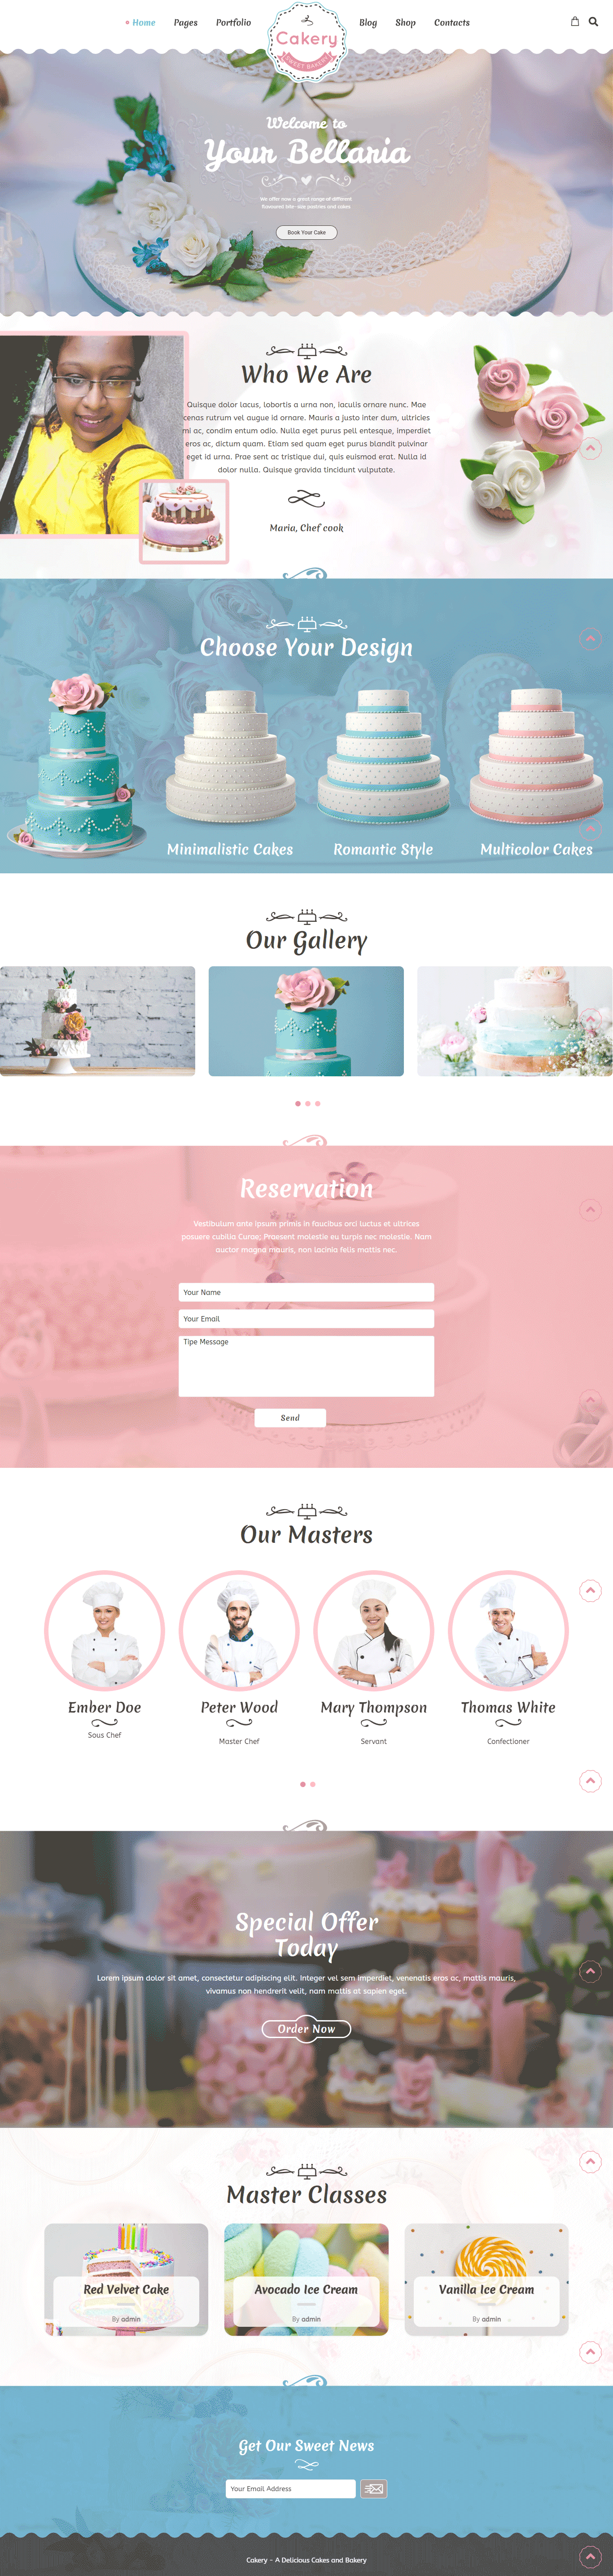 Home
Pages
Portfolio
Cakery
SWEET BAKERY
Blog
Shop
Contacts
Welcome to
Your Bellaria
We offer now a great range of different
flavoured bite-size pastries and cakes
Book Your Cake
Who We Are
Quisque dolor lacus, lobortis a urna non, iaculis ornare nunc. Mae
cenas rutrum vel augue id ornare. Mauris a justo inter dum, ultricies
mi ac, condim entum odio. Nulla eget purus pell entesque, imperdiet
eros ac, dictum quam. Etiam sed quam eget purus blandit pulvinar
eget id urna. Prae sent ac tristique dui, quis euismod erat. Nulla id
dolor nulla. Quisque gravida tincidunt vulputate.
Maria, Chef cook
Choose Your Design
Minimalistic Cakes
Romantic Style
Multicolor Cakes
Our Gallery
Reservation
Vestibulum ante ipsum primis in faucibus orci luctus et ultrices
posuere cubilia Curae; Praesent molestie eu turpis nec molestie. Nam
auctor magna mauris, non lacinia felis mattis nec.
Your Name
Your Email
Tipe Message
Send
Our Masters
Ember Doe
Peter Wood
Mary Thompson
Thomas White
Sous Chef
Master Chef
Servant
Confectioner
Special Offer
Today
Lorem ipsum dolor sit amet, consectetur adipiscing elit. Integer vel sem imperdiet, venenatis eros ac, mattis mauris,
vivamus non hendrerit velit, nam mattis at sapien eget.
Order Now
Master Classes
Red Velvet Cake
Avocado Ice Cream
Vanilla Ice Cream
By admin
By admin
By admin
Get Our Sweet News
Your Email Address
Cakery - A Delicious Cakes and Bakery